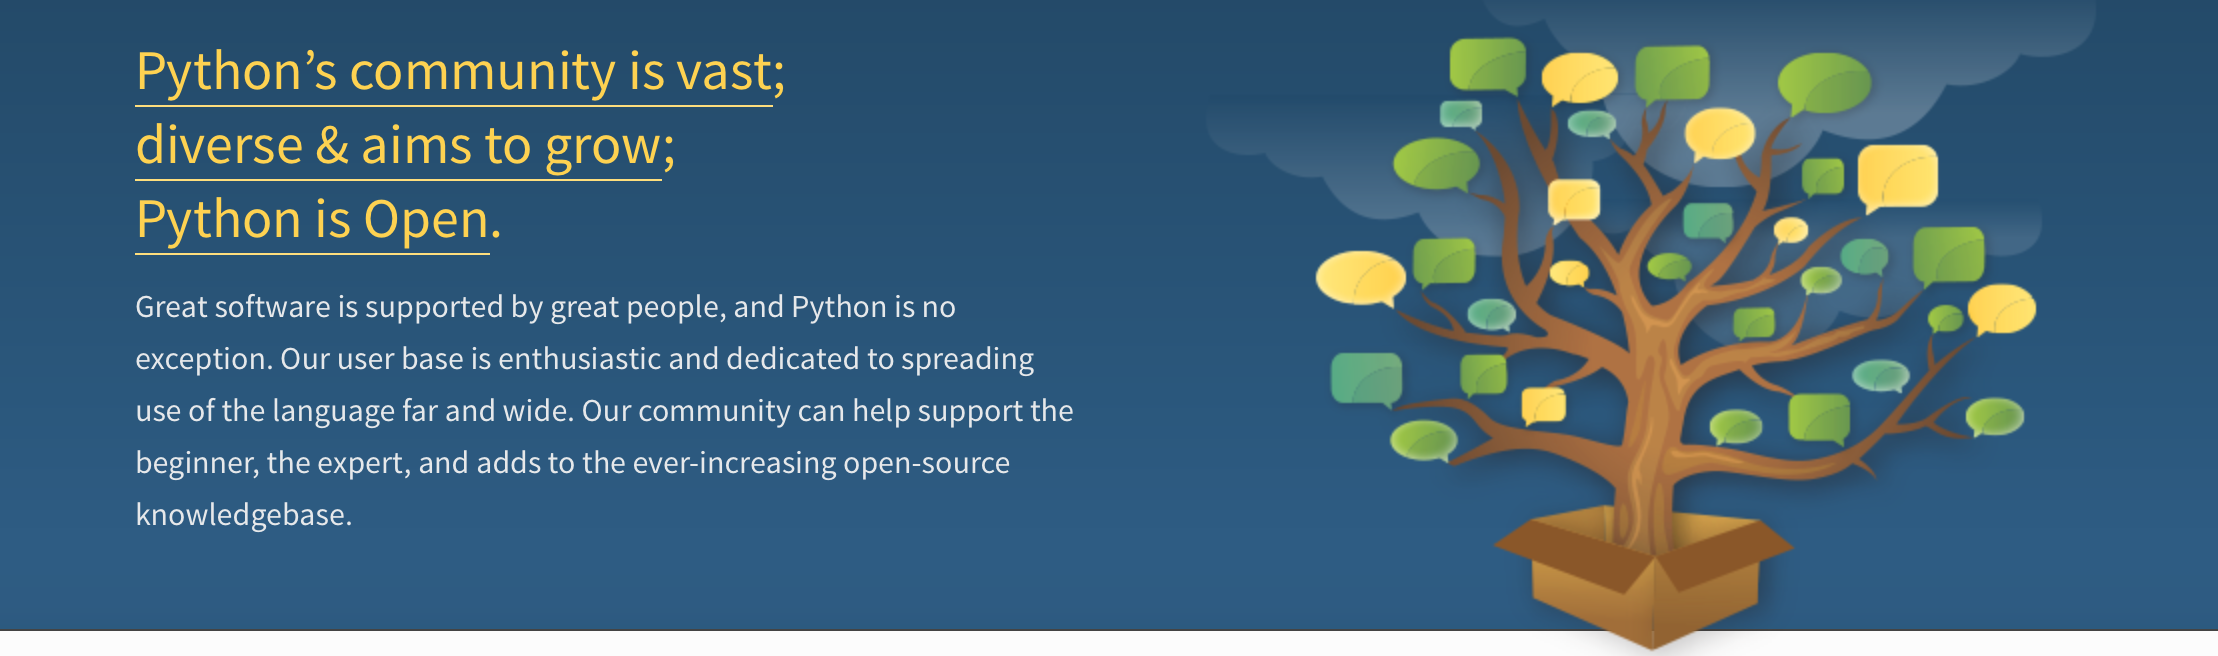 Python’s community is vast;
diverse & aims to grow;
Python is Open.
Great software is supported by great people, and Python is no
exception. Our user base is enthusiastic and dedicated to spreading
use of the language far and wide. Our community can help support the
beginner, the expert, and adds to the ever-increasing open-source
knowledgebase.